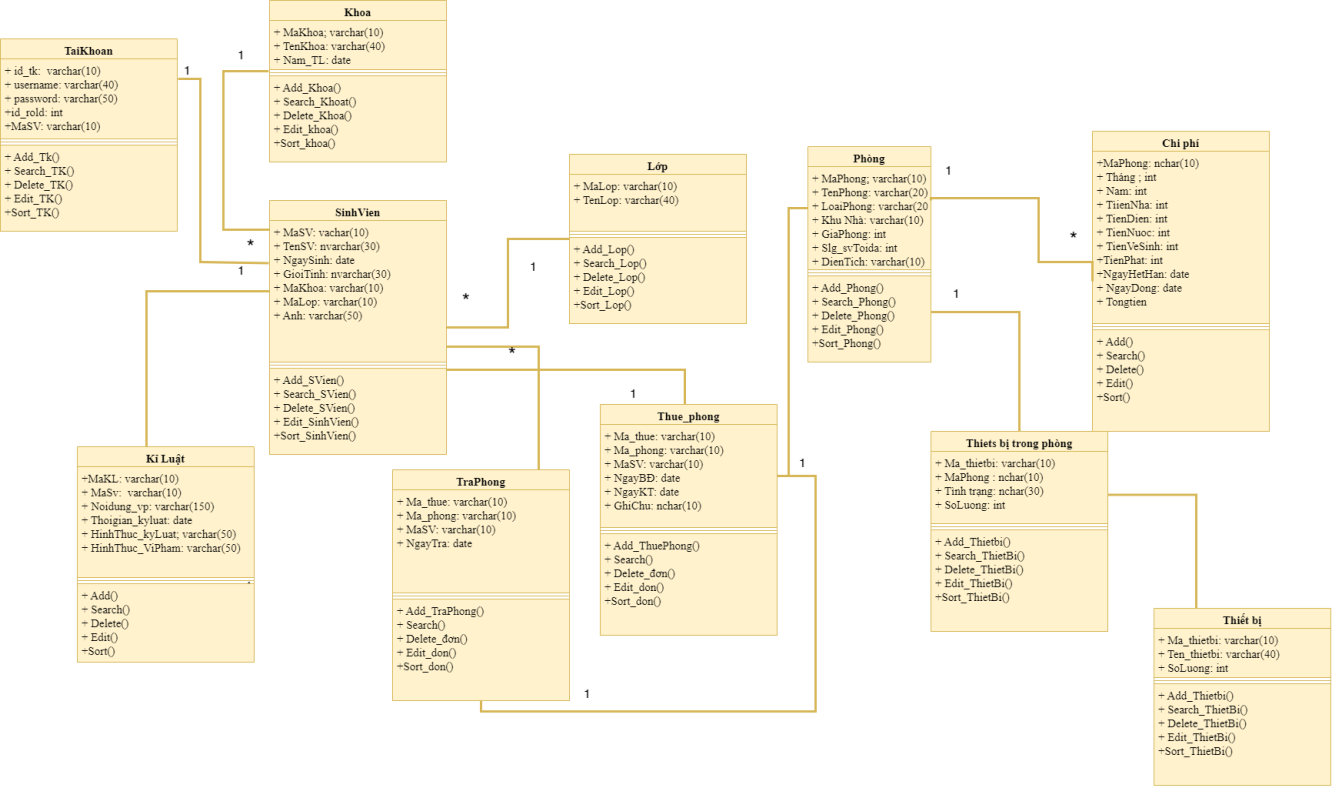 Khoa
+ MaKhoa; varchar(10)
+ TenKhoa: varchar(40)
+ Nam_TL: date
+ Add_Khoa()
+ Search_Khoat()
+ Delete_Khoa()
+ Edit_khoa()
+Sort_khoa()
TaiKhoan
+ id_tk:  varchar(10)
+ username: varchar(40)
+ password: varchar(50)
+id_rold: int
+MaSV: varchar(10)
+ Add_Tk()
+ Search_TK()
+ Delete_TK()
+ Edit_TK()
+Sort_TK()
1
1
*
1
SinhVien
+ MaSV: vachar(10)
+ TenSV: nvarchar(30)
+ NgaySinh: date
+ GioiTinh: nvarchar(30)
+ MaKhoa: varchar(10)
+ MaLop: varchar(10)
+ Anh: varchar(50)
+ Add_SVien()
+ Search_SVien()
+ Delete_SVien()
+ Edit_SinhVien()
+Sort_SinhVien()
Lớp
+ MaLop: varchar(10)
+ TenLop: varchar(40)
+ Add_Lop()
+ Search_Lop()
+ Delete_Lop()
+ Edit_Lop()
+Sort_Lop()
1
*
*
1
Phòng
+ MaPhong; varchar(10)
+ TenPhong: varchar(20)
+ LoaiPhong: varchar(20
+ Khu Nhà: varchar(10)
+ GiaPhong: int
+ Slg_svToida: int
+ DienTich: varchar(10)
+ Add_Phong()
+ Search_Phong()
+ Delete_Phong()
+ Edit_Phong()
+Sort_Phong()
1
*
1
Chi phí
+MaPhong: nchar(10)
+ Tháng ; int
+ Nam: int
+ TiienNha: int
+ TienDien: int
+ TienNuoc: int
+ TienVeSinh: int
+TienPhat: int
+NgayHetHan: date
+ NgayDong: date
+ Tongtien
+ Add()
+ Search()
+ Delete()
+ Edit()
+Sort()
Kĩ Luật
+MaKL: varchar(10)
+ MaSv:  varchar(10)
+ Noidung_vp: varchar(150)
+ Thoigian_kyluat: date
+ HinhThuc_kyLuat; varchar(50)
+ HinhThuc_ViPham: varchar(50)
+ Add()
+ Search()
+ Delete()
+ Edit()
+Sort()
TraPhong
+ Ma_thue: varchar(10)
+ Ma_phong: varchar(10)
+ MaSV: varchar(10)
+ NgayTra: date
+ Add_TraPhong()
+ Search()
+ Delete_đơn()
+ Edit_don()
+Sort_don()
1
Thue_phong
+ Ma_thue: varchar(10)
+ Ma_phong: varchar(10)
+ MaSV: varchar(10)
+ NgayBĐ: date
+ NgayKT: date
+ GhiChu: nchar(10)
+ Add_ThuePhong()
+ Search()
+ Delete_đơn()
+ Edit_don()
+Sort_don()
1
Thiets bị trong phòng
+ Ma_thietbi: varchar(10)
+ MaPhong : nchar(10)
+ Tình trạng: nchar(30)
+ SoLuong: int
+ Add_Thietbi()
+ Search_ThietBi()
+ Delete_ThietBi()
+ Edit_ThietBi()
+Sort_ThietBi()
Thiết bị
+ Ma_thietbi: varchar(10)
+ Ten_thietbi: varchar(40)
+ SoLuong: int
+ Add_Thietbi()
+ Search_ThietBi()
+ Delete_ThietBi()
+ Edit_ThietBi()
+Sort_ThietBi()